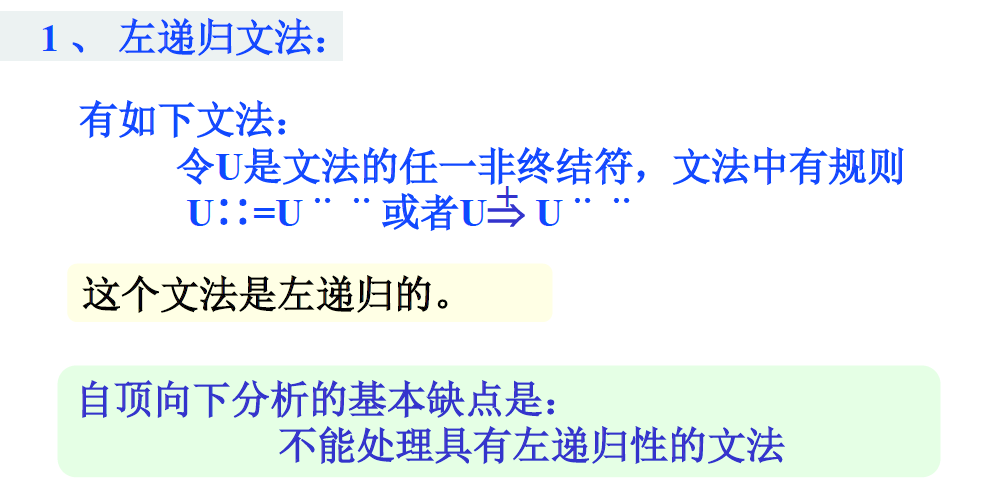 1 、 左递归文法：
有如下文法：
令U是文法的任一非终结符，文法中有规则
U∷=U ¨ ¨ 或者U⇒+ U ¨ ¨
这个文法是左递归的。
自顶向下分析的基本缺点是：
不能处理具有左递归性的文法